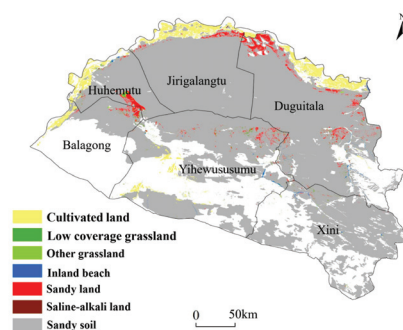 N
Huhemutu
Jirigalangtu
Duguitala
Balagong
Yihewususumu
Xini
Cultivated land
Low coverage grassland
Other grassland
Inland beach
Sandy land
Saline-alkali land
Sandy soil
0 50km